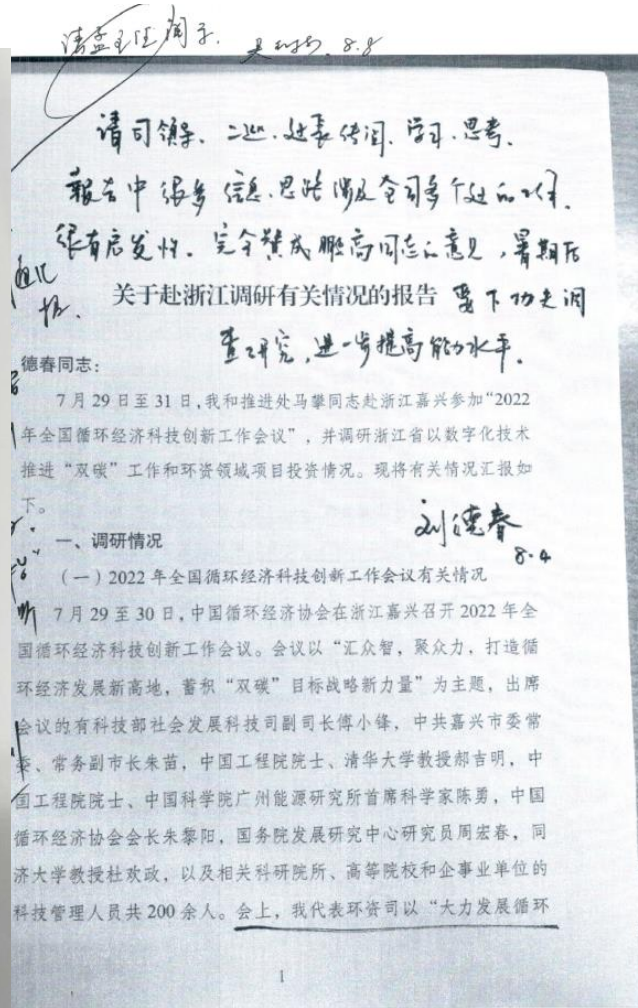 请孟主任阅示. 8.8
请司领导、二巡、处长传阅、学习、思考.
报告中很多信息、思路涉及全司多个处的工作.
很有启发性. 完全赞成鹏高同志的意见, 暑期后
关于赴浙江调研有关情况的报告 要下功夫调
查研究, 进一步提高能力水平.
德春同志:
7月29日至31日,我和推进处马攀同志赴浙江嘉兴参加“2022
年全国循环经济科技创新工作会议”,并调研浙江省以数字化技术
推进“双碳”工作和环资领域项目投资情况。现将有关情况汇报如
下。
刘德春
8.4
一、调研情况
(一)2022年全国循环经济科技创新工作会议有关情况
7月29至30日,中国循环经济协会在浙江嘉兴召开2022年全
国循环经济科技创新工作会议。会议以“汇众智,聚众力,打造循
环经济发展新高地,蓄积“双碳”目标战略新力量”为主题,出席
会议的有科技部社会发展科技司副司长傅小锋,中共嘉兴市委常
委、常务副市长朱苗,中国工程院院士、清华大学教授郝吉明,中
国工程院院士、中国科学院广州能源研究所首席科学家陈勇,中国
循环经济协会会长朱黎阳,国务院发展研究中心研究员周宏春,同
济大学教授杜欢政,以及相关科研院所、高等院校和企事业单位的
科技管理人员共200余人。会上,我代表环资司以“大力发展循环
1